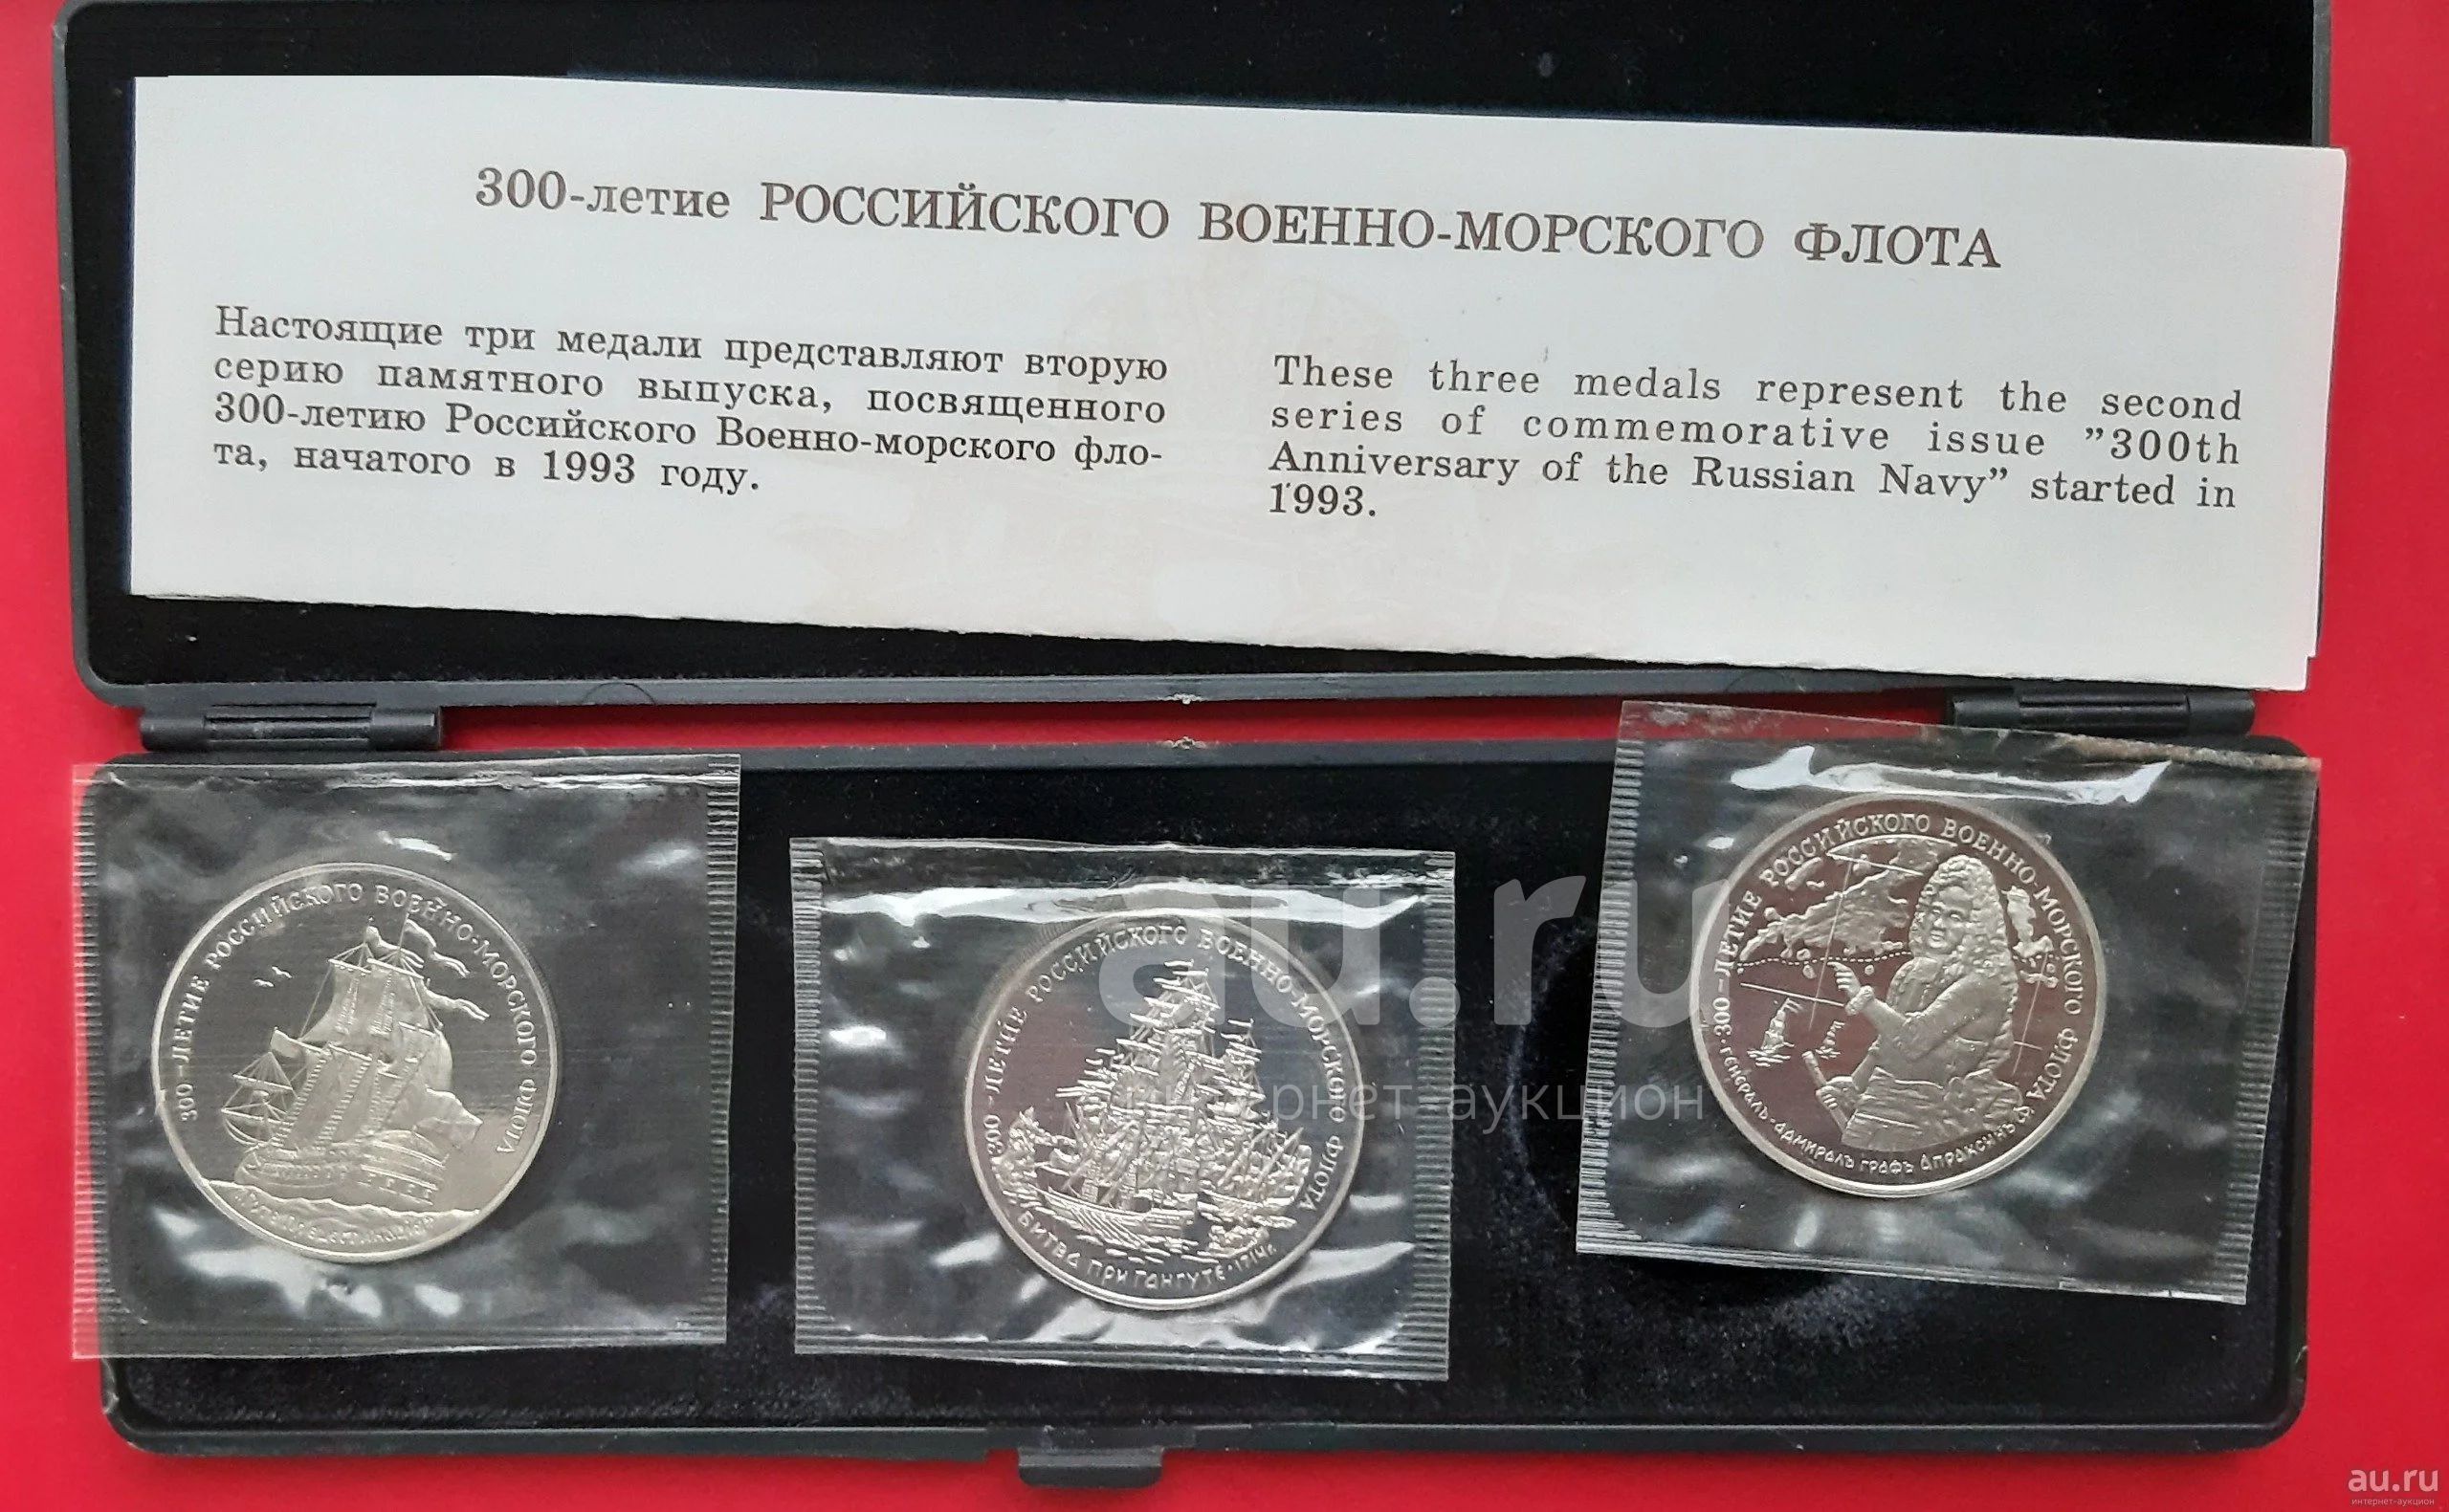 300-летие РОССИЙСКОГО ВОЕННО-МОРСКОГО ФЛОТА
Настоящие три медали представляют вторую
серию памятного выпуска, посвященного
300-летию Российского Военно-морского фло-
та, начатого в 1993 году.
These three medals represent the second
series of commemorative issue ”300th
Anniversary of the Russian Navy” started in
1993.
300-ЛЕТИЕ РОССИЙСКОГО ВОЕННО-МОРСКОГО ФЛОТА
300-ЛЕТИЕ РОССИЙСКОГО ВОЕННО-МОРСКОГО ФЛОТА
БИТВА ПРИ ГАНГУТЕ·1714г.
300-ЛЕТИЕ РОССИЙСКОГО ВОЕННО-МОРСКОГО ФЛОТА
ГЕНЕРАЛЪ-АДМИРАЛЪ ГРАФЪ АПРАКСИНЪ
au.ru
интернет-аукцион
au.ru
интернет-аукцион